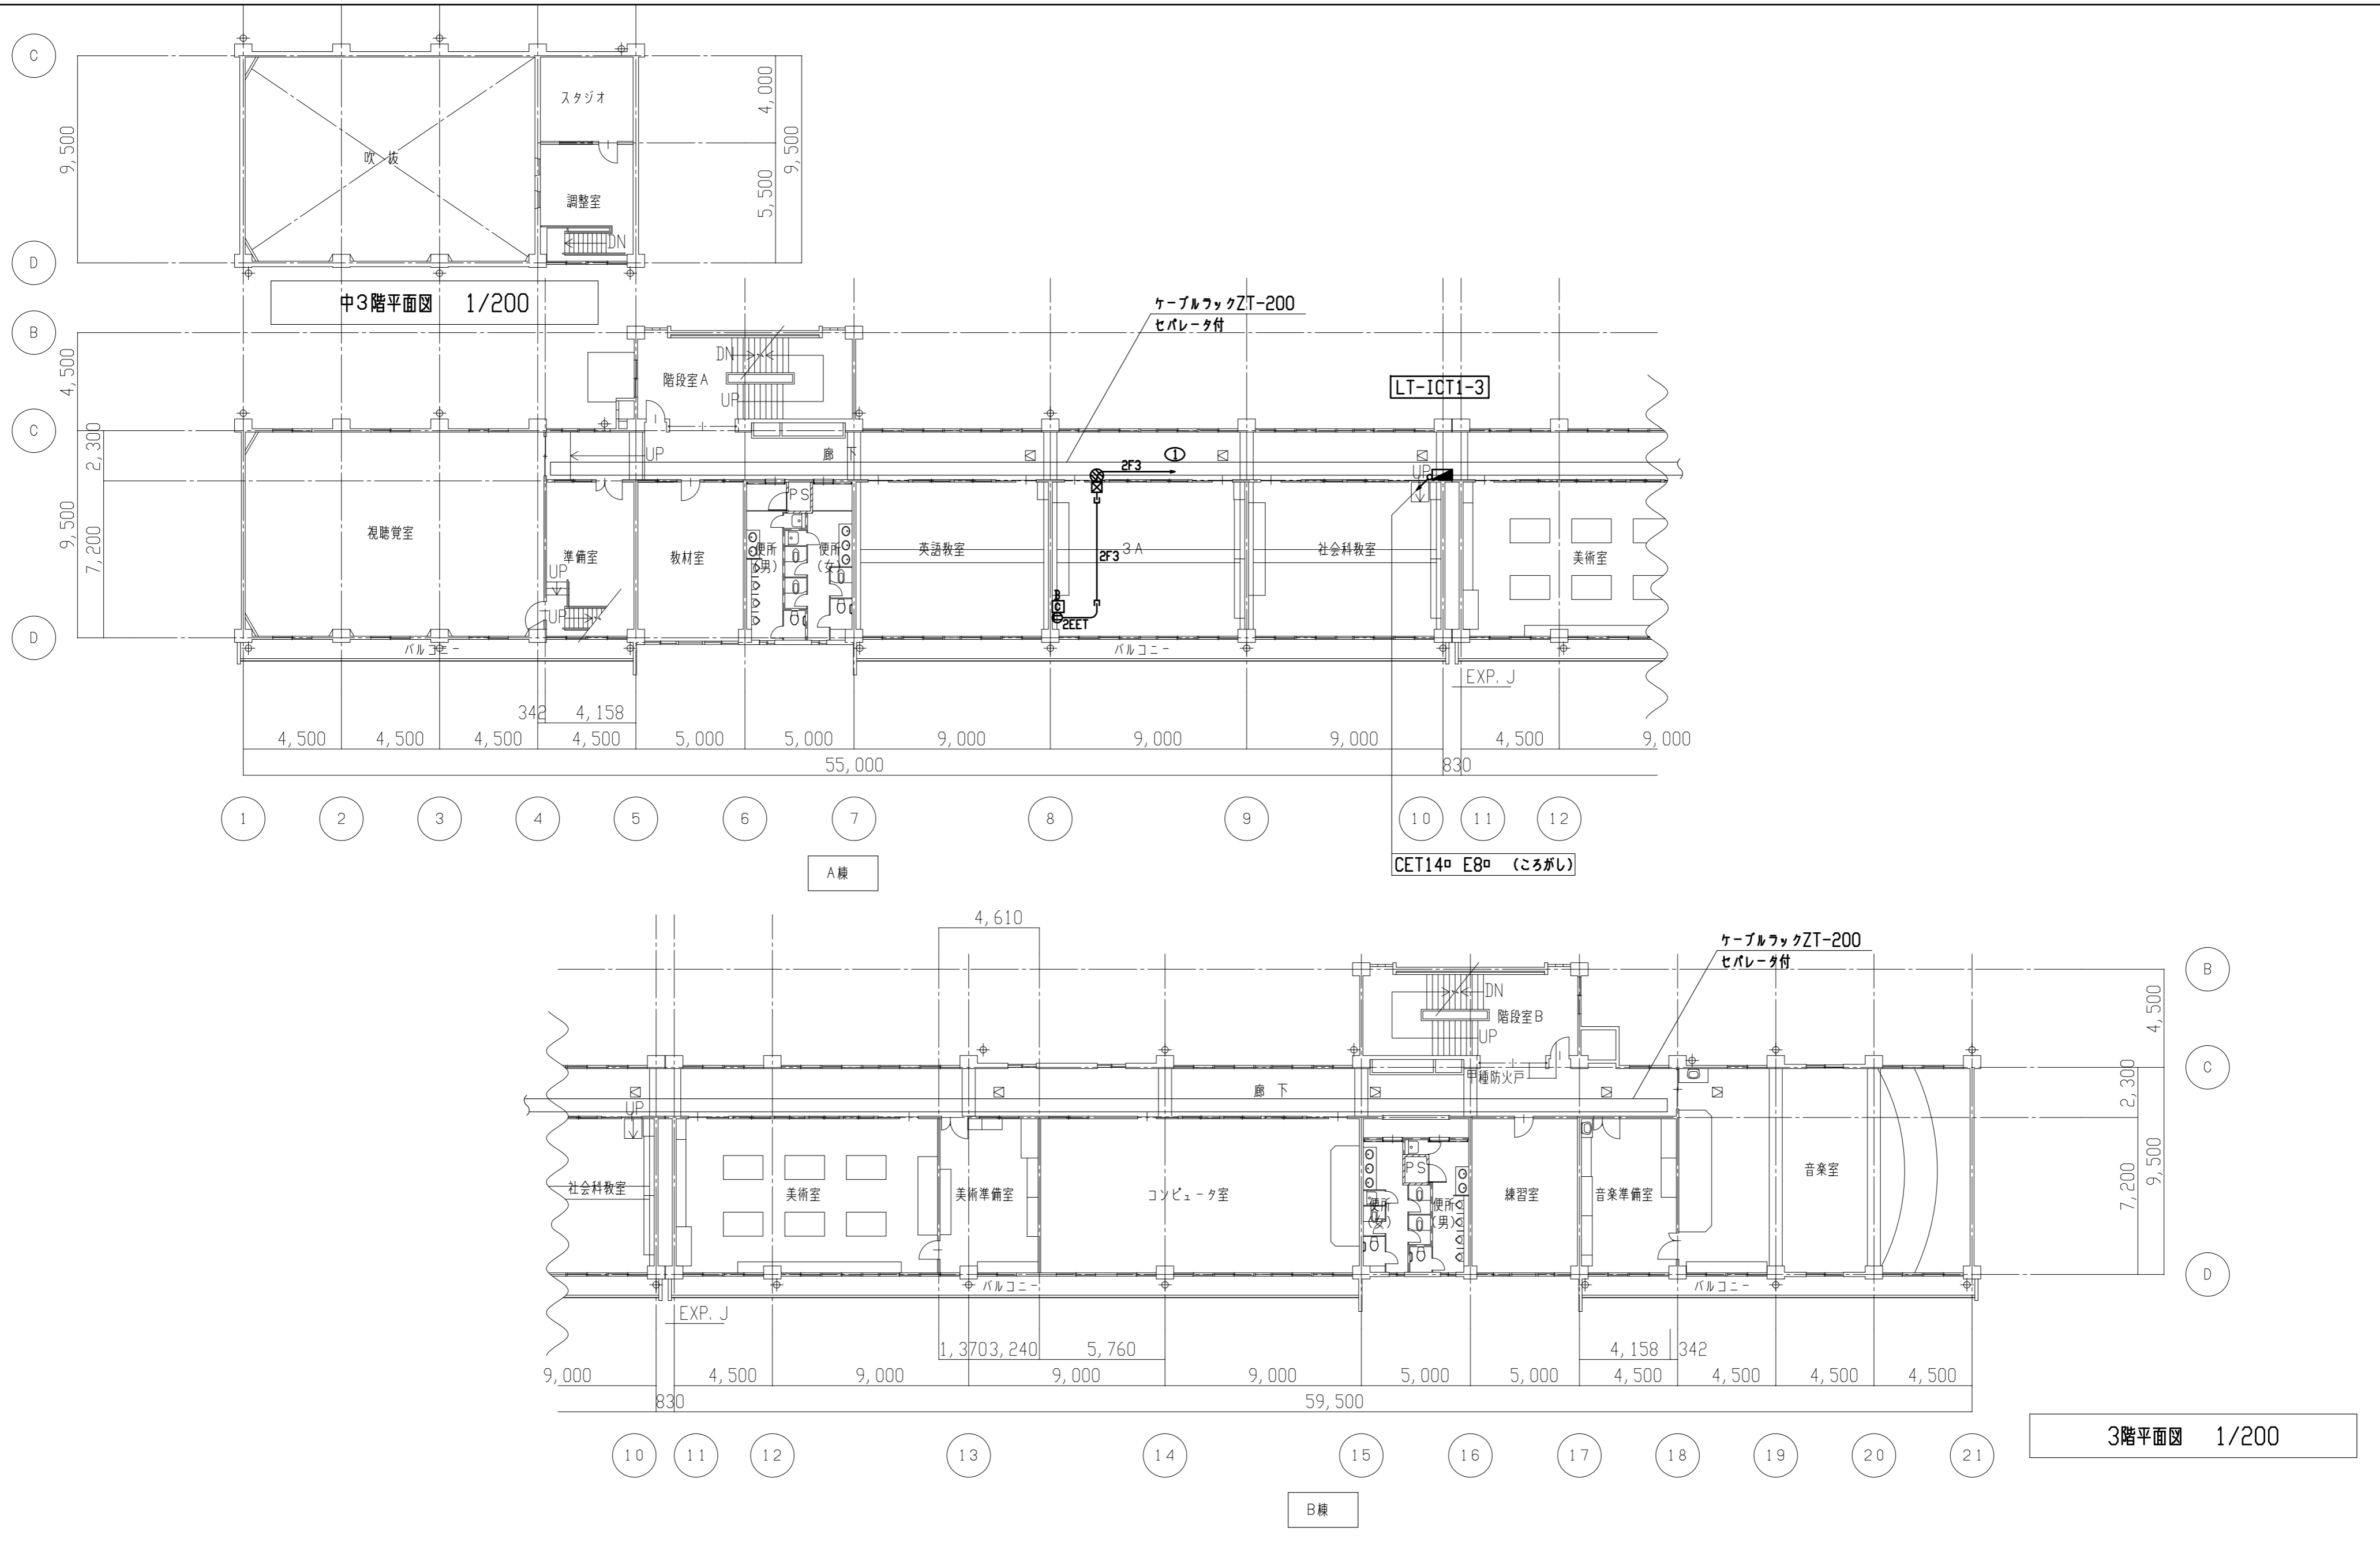 C
スタジオ
4,000
9,500
9,500
吹 抜
調整室
5,500
DN
D
中3階平面図 1/200
ケーブルラックZT-200
セパレータ付
B
4,500
DN
階段室A
UP
LT-ICT1-3
C
2,300
UP
廊 下
1
2F3
UP
PS
9,500
7,200
視聴覚室
準備室
教材室
便所
(男)
便所
(女)
英語教室
2F3
3A
社会科教室
美術室
UP
UP
3
C
2EET
D
バルコニー
バルコニー
EXP. J
342
4,158
4,500
4,500
4,500
4,500
5,000
5,000
9,000
9,000
9,000
4,500
9,000
55,000
830
1
2
3
4
5
6
7
8
9
10
11
12
A棟
CET14□ E8□ (ころがし)
4,610
ケーブルラックZT-200
セパレータ付
B
DN
階段室B
4,500
UP
C
甲種防火戸
廊 下
2,300
UP
PS
音楽室
社会科教室
美術室
美術準備室
コンピュータ室
便所
(女)
便所
(男)
練習室
音楽準備室
7,200
9,500
D
バルコニー
バルコニー
EXP. J
1,370
3,240
5,760
4,158
342
9,000
4,500
9,000
9,000
9,000
5,000
5,000
4,500
4,500
4,500
4,500
830
59,500
3階平面図 1/200
10
11
12
13
14
15
16
17
18
19
20
21
B棟